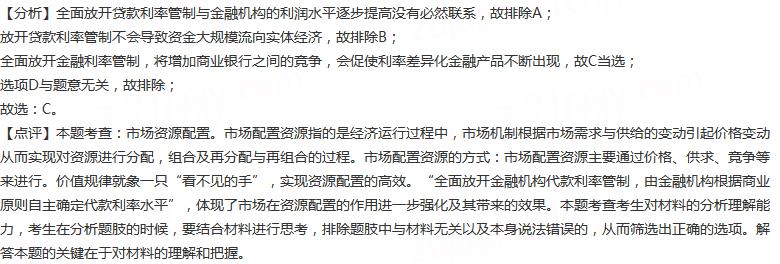 【分析】全面放开贷款利率管制与金融机构的利润水平逐步提高没有必然联系，故排除A；
放开贷款利率管制不会导致资金大规模流向实体经济，故排除B；
全面放开金融利率管制，将增加商业银行之间的竞争，会促使利率差异化金融产品不断出现，故C当选；
选项D与题意无关，故排除；
故选：C。
【点评】本题考查：市场资源配置。市场配置资源指的是经济运行过程中，市场机制根据市场需求与供给的变动引起价格变动
从而实现对资源进行分配，组合及再分配与再组合的过程。市场配置资源的方式：市场配置资源主要通过价格、供求、竞争等
来进行。价值规律就象一只“看不见的手”，实现资源配置的高效。“全面放开金融机构代款利率管制，由金融机构根据商业
原则自主确定代款利率水平”，体现了市场在资源配置的作用进一步强化及其带来的效果。本题考查考生对材料的分析理解能
力，考生在分析题肢的时候，要结合材料进行思考，排除题肢中与材料无关以及本身说法错误的，从而筛选出正确的选项。解
答本题的关键在于对材料的理解和把握。